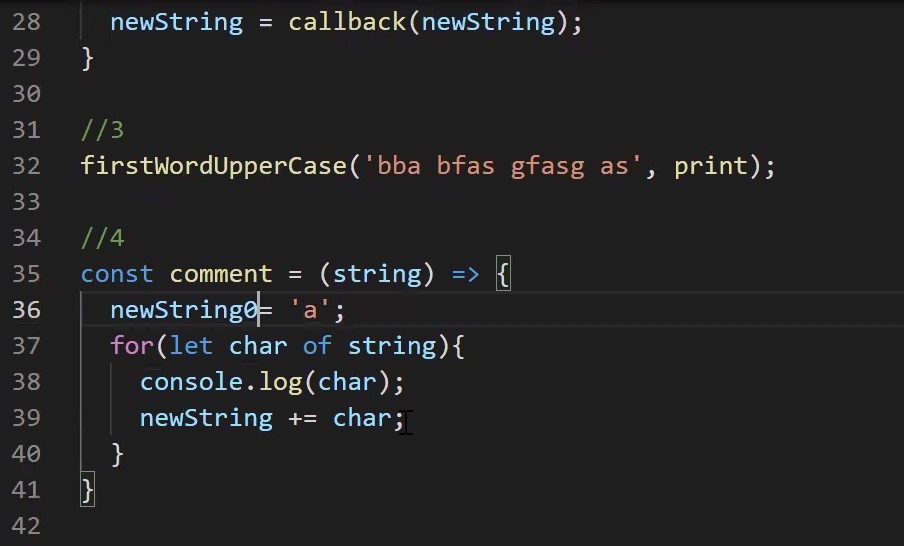 28 newString = callback(newString);
29 }
30
31 //3
32 firstWordUpperCase('bba bfas gfasg as', print);
33
34 //4
35 const comment = (string) => {
36 newString0= 'a';
37 for(let char of string){
38 console.log(char);
39 newString += char;
40 }
41 }
42